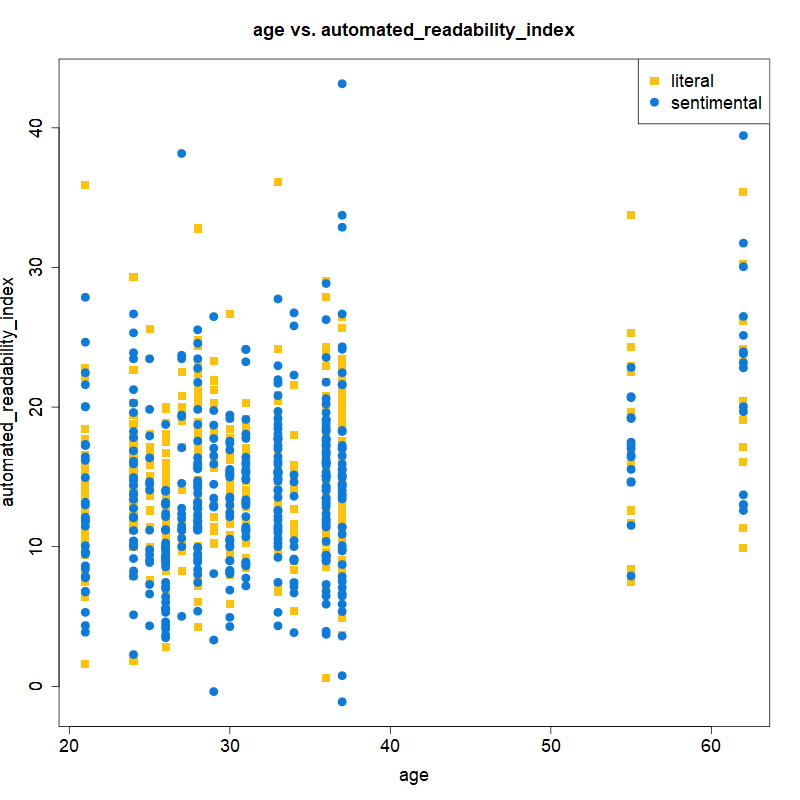 age vs. automated_readability_index
literal
sentimental
automated_readability_index
40
30
20
10
0
20 30 40 50 60
age